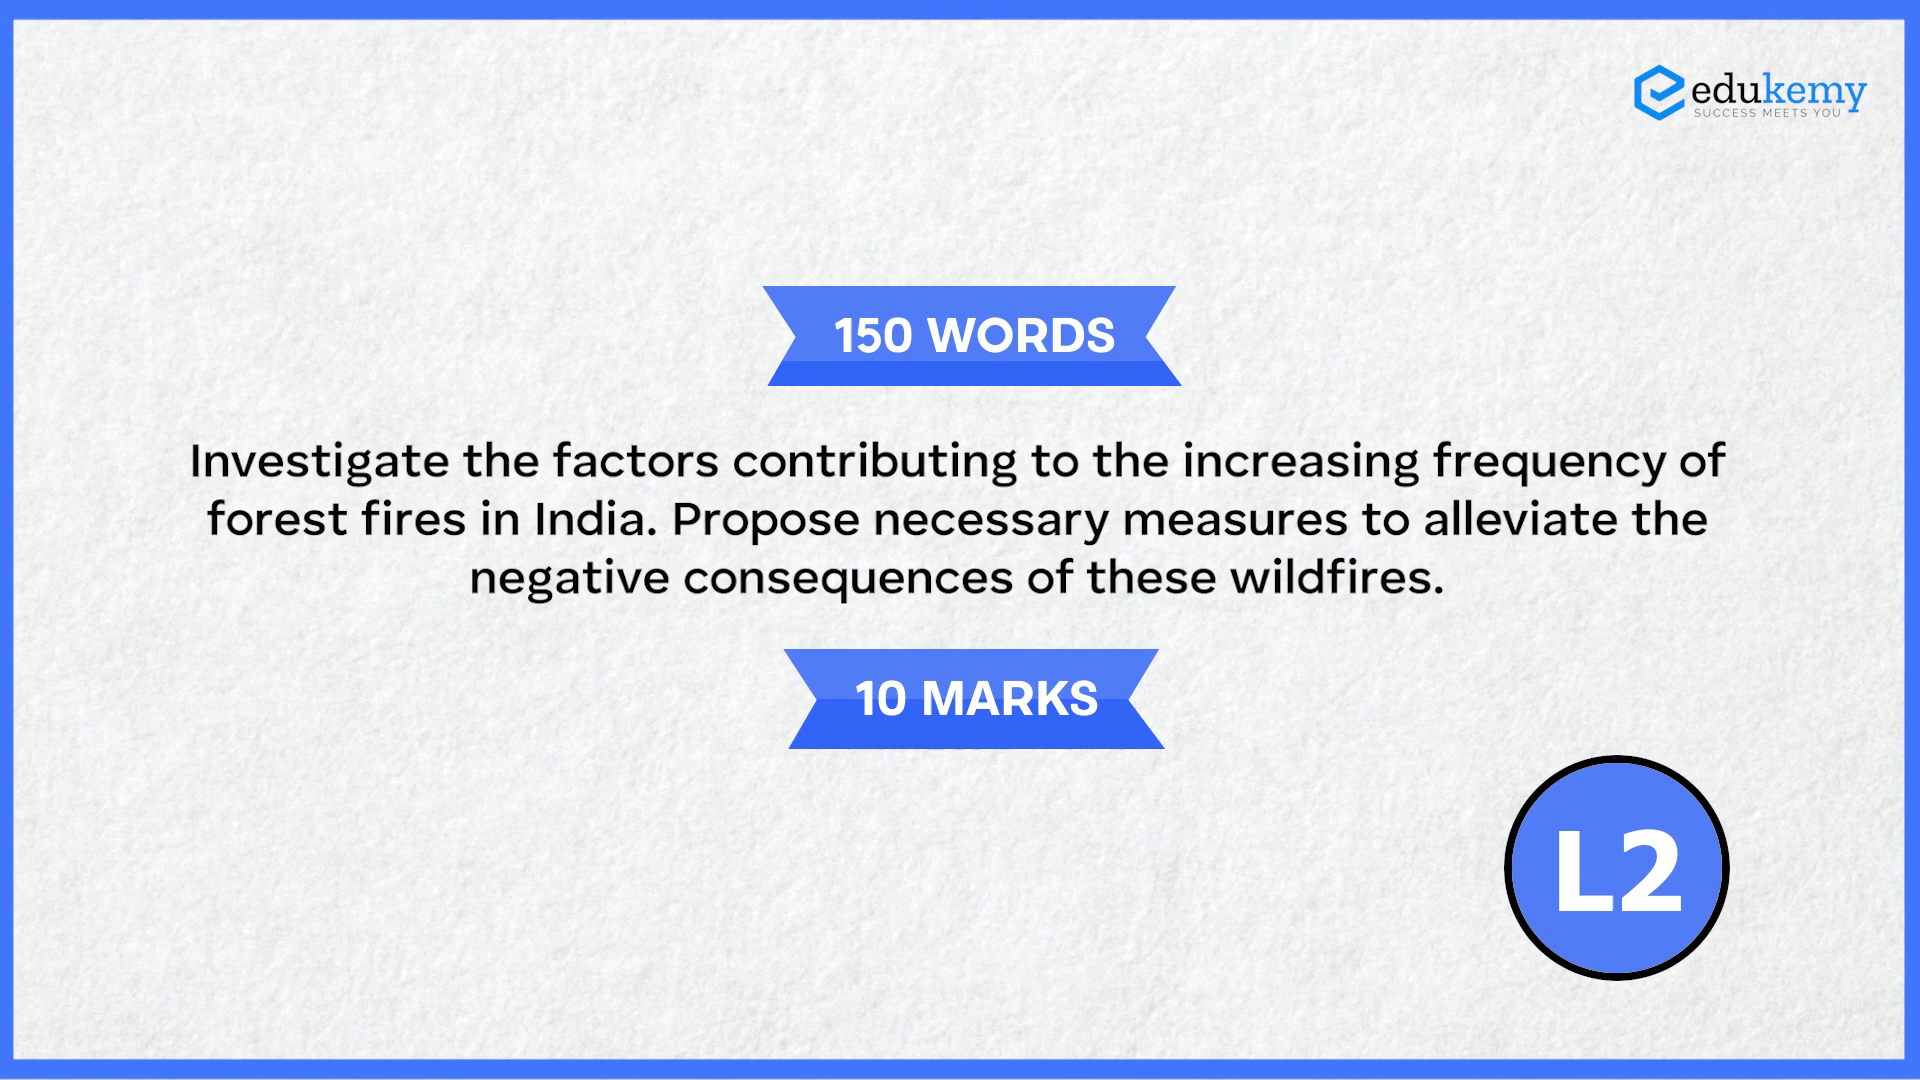 edukemy
SUCCESS MEETS YOU
150 WORDS
Investigate the factors contributing to the increasing frequency of
forest fires in India. Propose necessary measures to alleviate the
negative consequences of these wildfires.
10 MARKS
L2